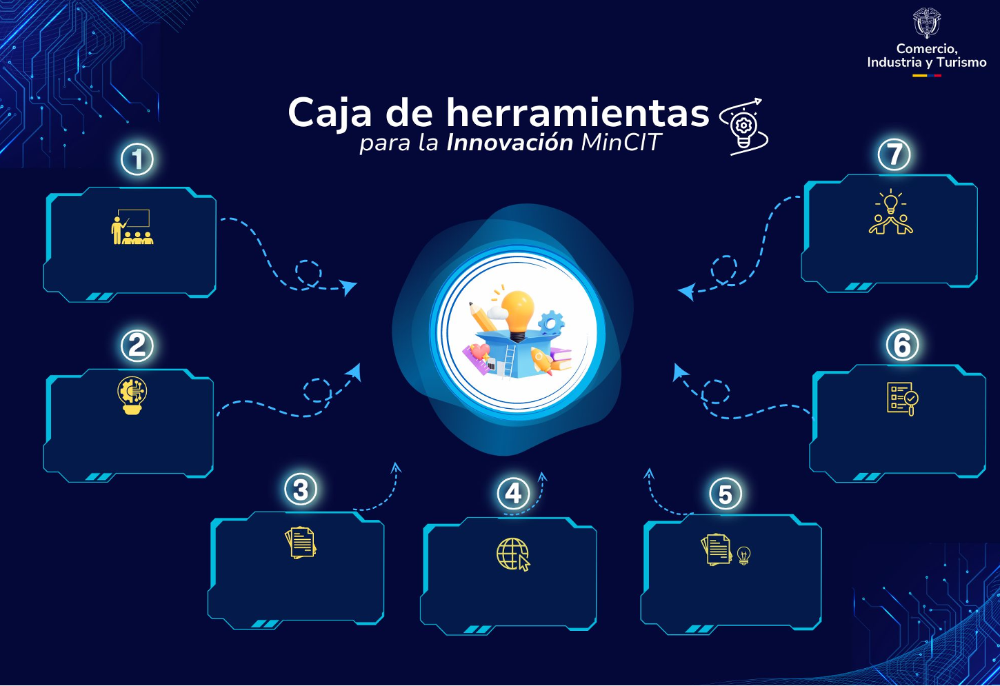 Comercio,
Industria y Turismo
Caja de herramientas
para la Innovación MinCIT
1
7
2
6
3
4
5